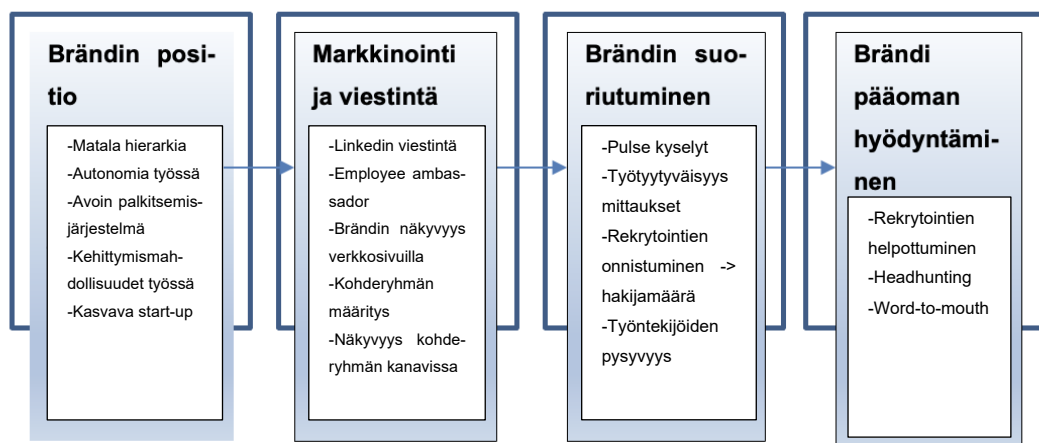 Brändin posi-
tio
-Matala hierarkia
-Autonomia työssä
-Avoin palkitsemis-
järjestelmä
-Kehittymismah-
dollisuudet työssä
-Kasvava start-up
Markkinointi
ja viestintä
-Linkedin viestintä
-Employee ambas-
sador
-Brändin näkyvyys
verkkosivuilla
-Kohderyhmän
määritys
-Näkyvyys kohde-
ryhmän kanavissa
Brändin suo-
riutuminen
-Pulse kyselyt
-Työtyytyväisyys
mittaukset
-Rekrytointien
onnistuminen ->
hakijamäärä
-Työntekijöiden
pysyvyys
Brändi
pääoman
hyödyntämi-
nen
-Rekrytointien
helpottuminen
-Headhunting
-Word-to-mouth